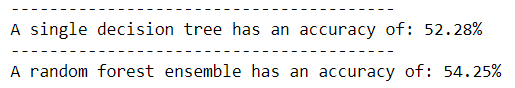 ---------------------------------------
A single decision tree has an accuracy of: 52.28%
---------------------------------------
A random forest ensemble has an accuracy of: 54.25%